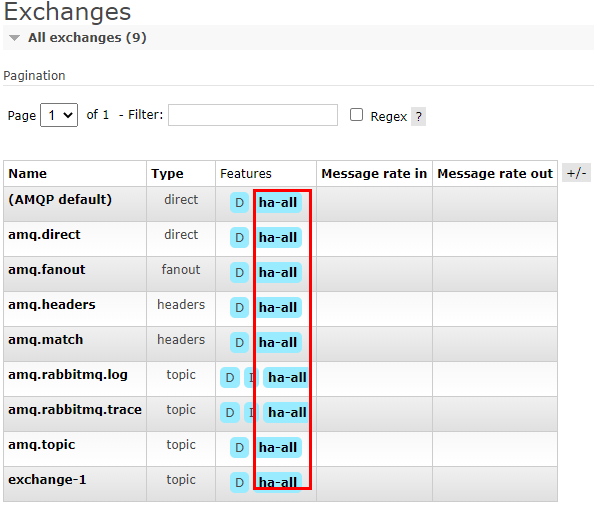 Exchanges
All exchanges (9)
Pagination
Page 1 of 1 - Filter: Regex ?
Name Type Features Message rate in Message rate out +/-
(AMQP default) direct D ha-all
amq.direct direct D ha-all
amq.fanout fanout D ha-all
amq.headers headers D ha-all
amq.match headers D ha-all
amq.rabbitmq.log topic D I ha-all
amq.rabbitmq.trace topic D I ha-all
amq.topic topic D ha-all
exchange-1 topic D ha-all